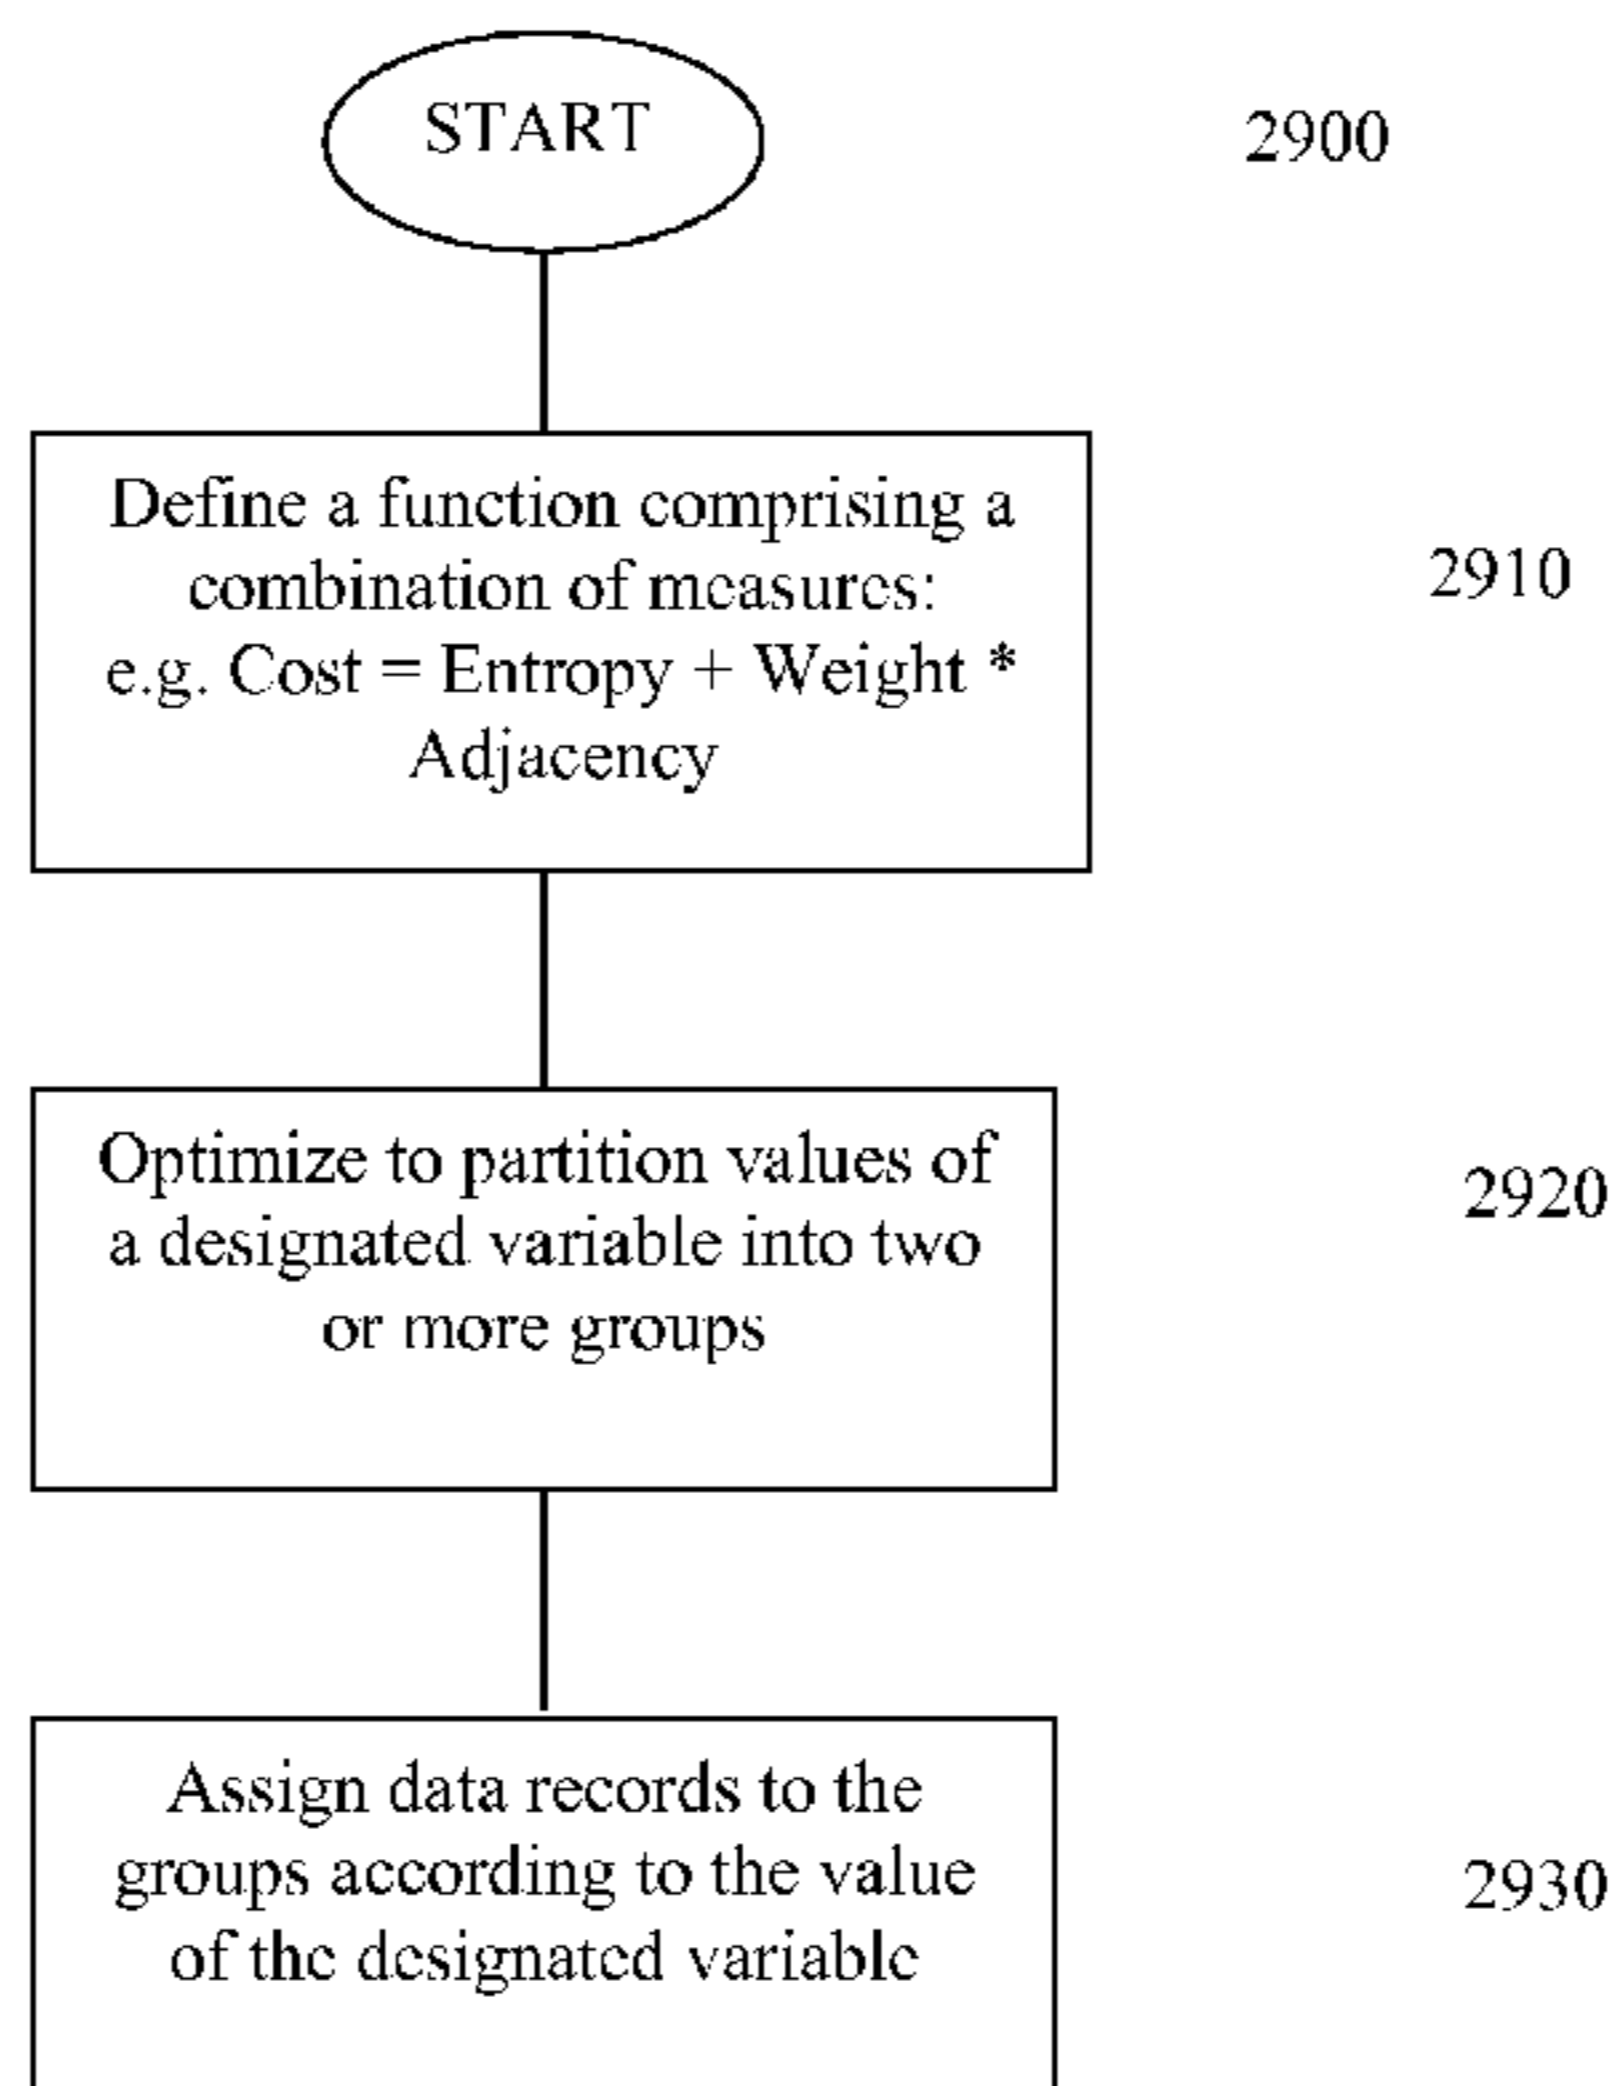 START
2900
Define a function comprising a
combination of measures:
e.g. Cost = Entropy + Weight *
Adjacency
2910
Optimize to partition values of
a designated variable into two
or more groups
2920
Assign data records to the
groups according to the value
of the designated variable
2930